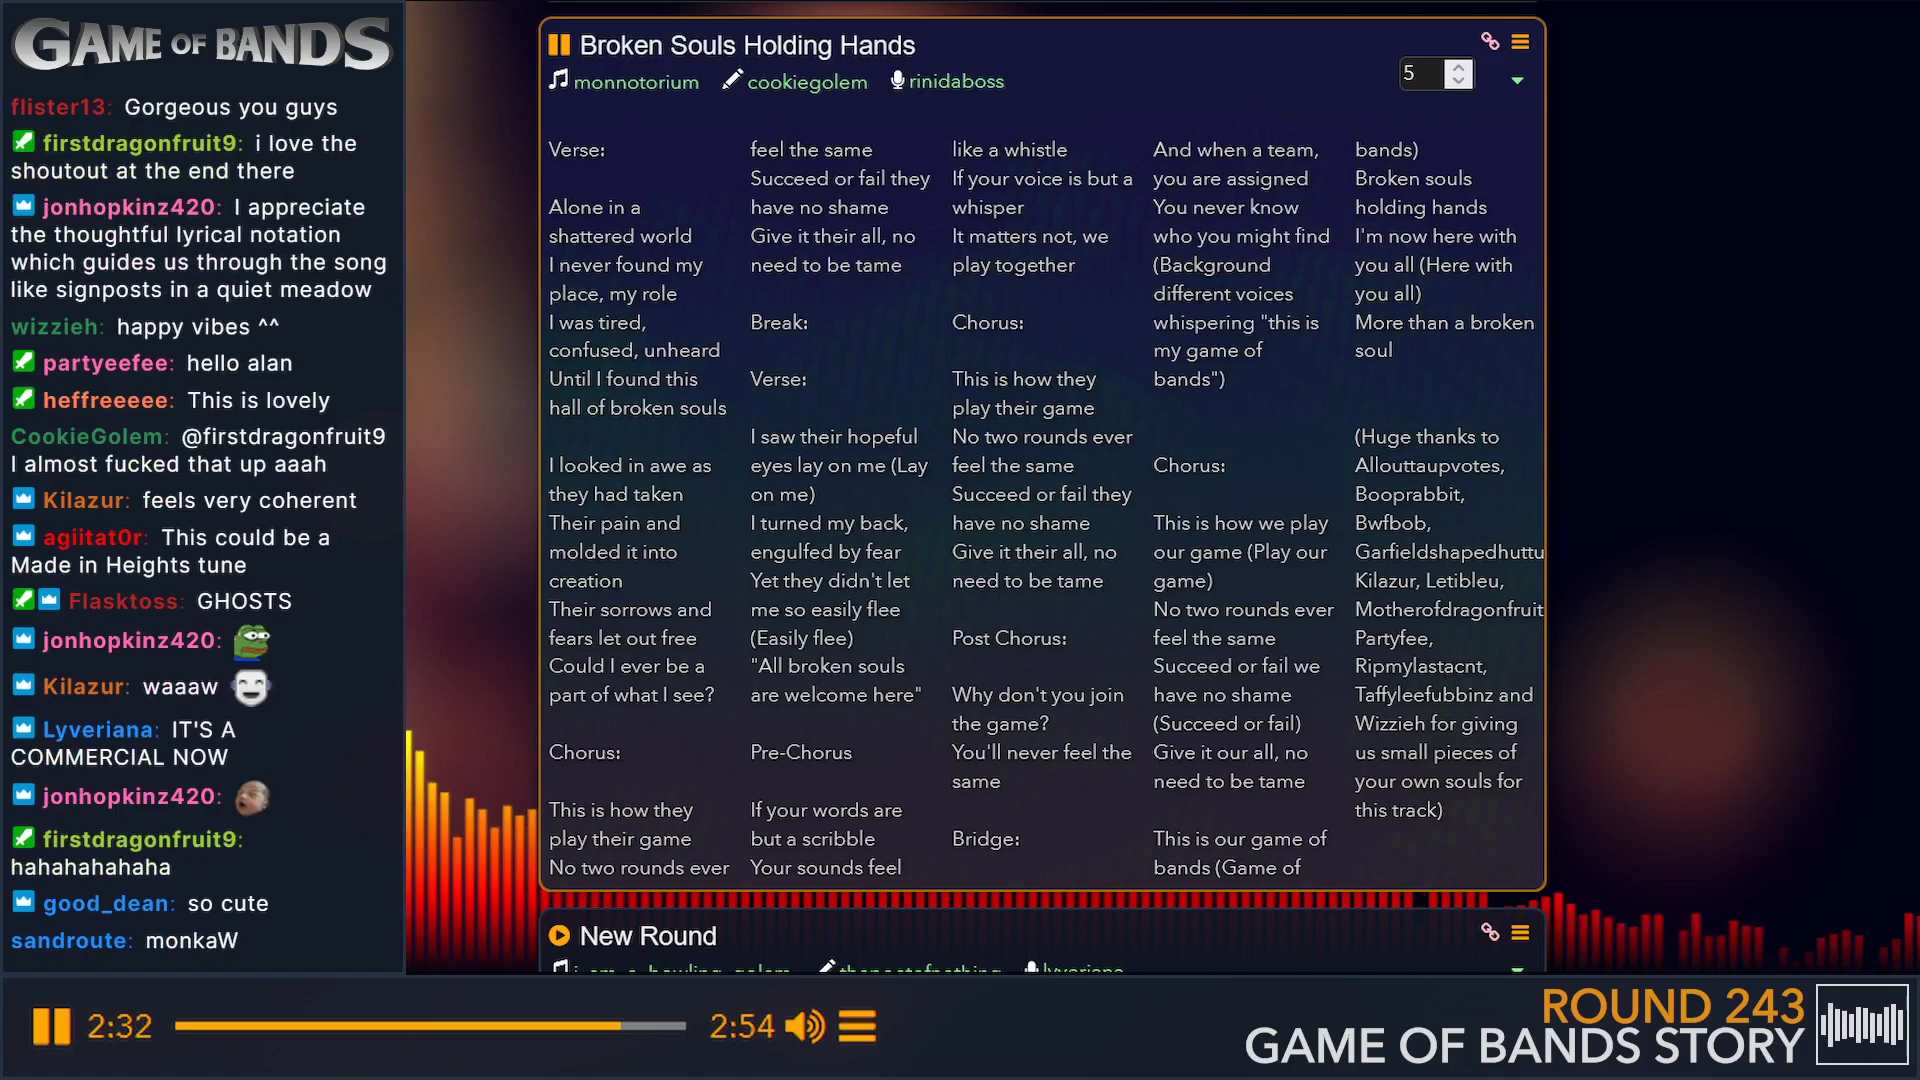 GAME OF BANDS
flister13: Gorgeous you guys
firstdragonfruit9: i love the
shoutout at the end there
jonhopkinz420: I appreciate
the thoughtful lyrical notation
which guides us through the song
like signposts in a quiet meadow
wizzieh: happy vibes ^^
partyeefee: hello alan
heffreeeee: This is lovely
CookieGolem: @firstdragonfruit9
I almost fucked that up aaah
Kilazur: feels very coherent
agiitat0r: This could be a
Made in Heights tune
Flasktoss: GHOSTS
jonhopkinz420:
Kilazur: waaaw
Lyveriana: IT'S A
COMMERCIAL NOW
jonhopkinz420:
firstdragonfruit9:
hahahahahaha
good_dean: so cute
sandroute: monkaW
Broken Souls Holding Hands
monnotorium cookiegolem rinidaboss
5
Verse:
Alone in a
shattered world
I never found my
place, my role
I was tired,
confused, unheard
Until I found this
hall of broken souls
I looked in awe as
they had taken
Their pain and
molded it into
creation
Their sorrows and
fears let out free
Could I ever be a
part of what I see?
Chorus:
This is how they
play their game
No two rounds ever
feel the same
Succeed or fail they
have no shame
Give it their all, no
need to be tame
Break:
Verse:
I saw their hopeful
eyes lay on me (Lay
on me)
I turned my back,
engulfed by fear
Yet they didn't let
me so easily flee
(Easily flee)
"All broken souls
are welcome here"
Pre-Chorus
If your words are
but a scribble
Your sounds feel
like a whistle
If your voice is but a
whisper
It matters not, we
play together
Chorus:
This is how they
play their game
No two rounds ever
feel the same
Succeed or fail they
have no shame
Give it their all, no
need to be tame
Post Chorus:
Why don't you join
the game?
You'll never feel the
same
Bridge:
And when a team,
you are assigned
You never know
who you might find
(Background
different voices
whispering "this is
my game of
bands")
Chorus:
This is how we play
our game (Play our
game)
No two rounds ever
feel the same
Succeed or fail we
have no shame
(Succeed or fail)
Give it our all, no
need to be tame
This is our game of
bands (Game of
bands)
Broken souls
holding hands
I'm now here with
you all (Here with
you all)
More than a broken
soul
(Huge thanks to
Allouttaupvotes,
Booprabbit,
Bwfbob,
Garfieldshapedhuttu
Kilazur, Letibleu,
Motherofdragonfruit
Partyfee,
Ripmylastacnt,
Taffyleefubbinz and
Wizzieh for giving
us small pieces of
your own souls for
this track)
New Round
lyveriana
2:32 2:54
ROUND 243
GAME OF BANDS STORY